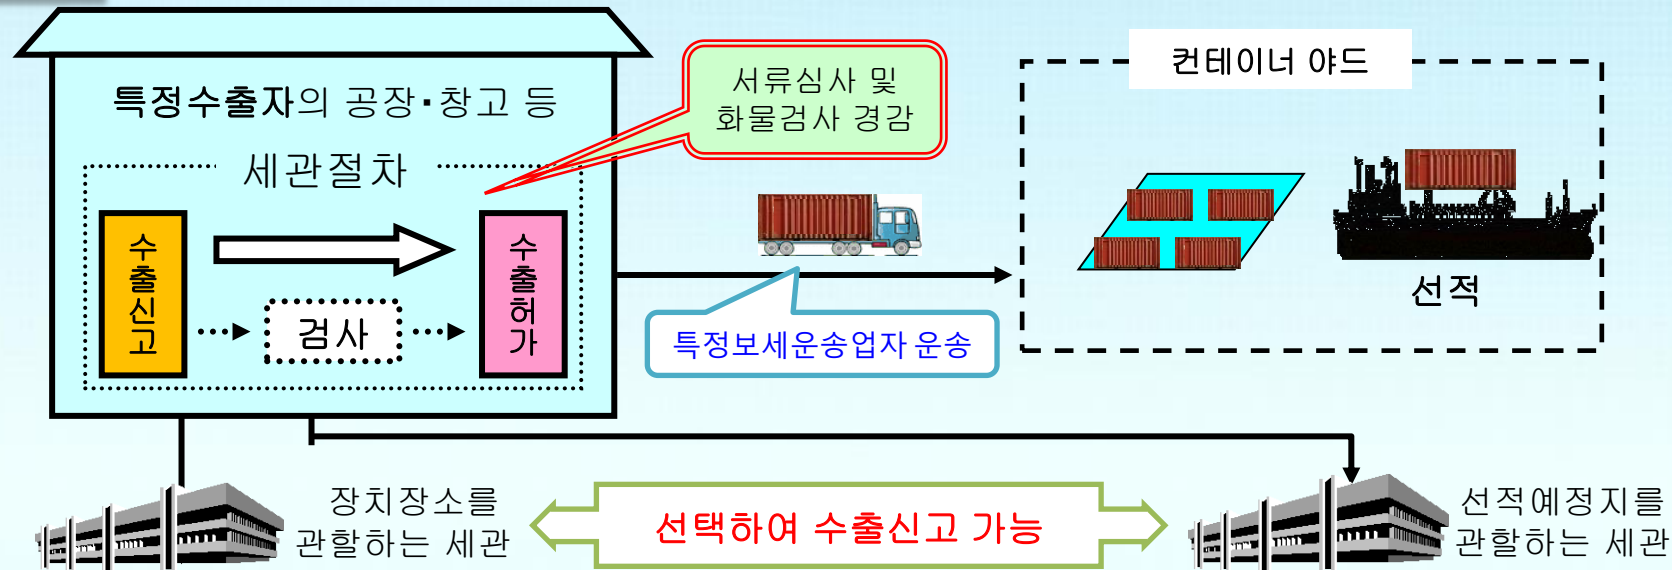 컨테이너 야드
서류심사 및
화물검사 경감
특정수출자의 공장▪창고 등
세관절차
수출신고
검사
수출허가
선적
특정보세운송업자 운송
장치장소를
관할하는 세관
선택하여 수출신고 가능
선적예정지를
관할하는 세관